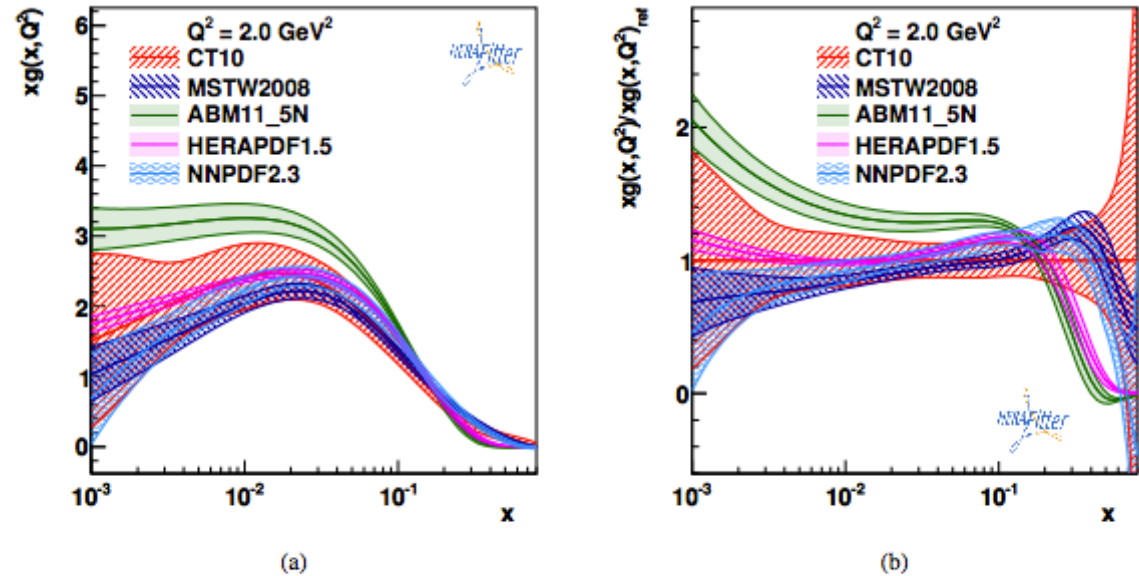 xg(x,Q²)
6
5
4
3
2
1
0
Q² = 2.0 GeV²
CT10
MSTW2008
ABM11_5N
HERAPDF1.5
NNPDF2.3
HERAFitter
10⁻³ 10⁻² 10⁻¹
x
(a)
xg(x,Q²)/xg(x,Q²)ref
2
1
0
Q² = 2.0 GeV²
CT10
MSTW2008
ABM11_5N
HERAPDF1.5
NNPDF2.3
HERAFitter
10⁻³ 10⁻² 10⁻¹
x
(b)